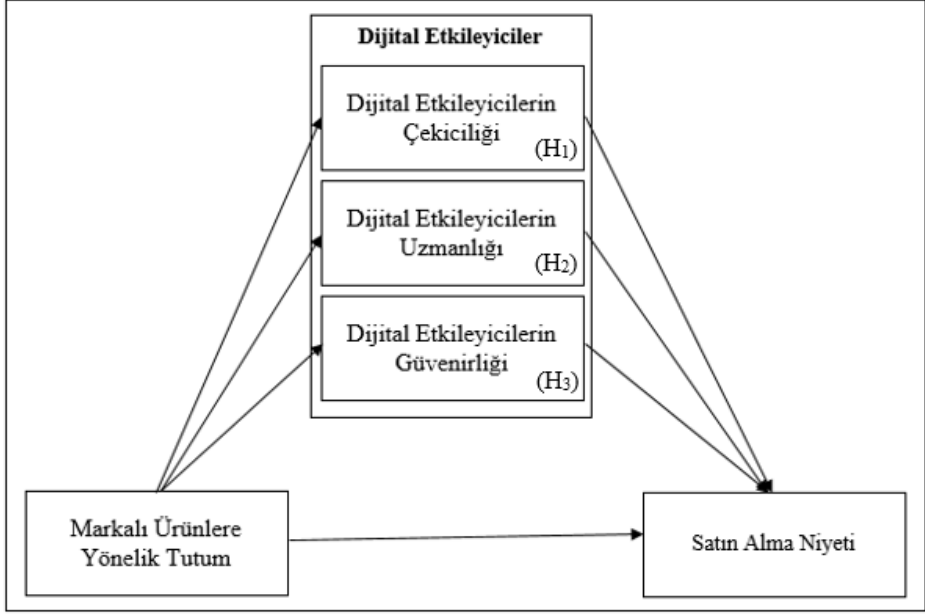 Dijital Etkileyiciler
Dijital Etkileyicilerin
Çekiciliği
(H₁)
Dijital Etkileyicilerin
Uzmanlığı
(H₂)
Dijital Etkileyicilerin
Güvenirliği
(H₃)
Markalı Ürünlere
Yönelik Tutum
Satın Alma Niyeti